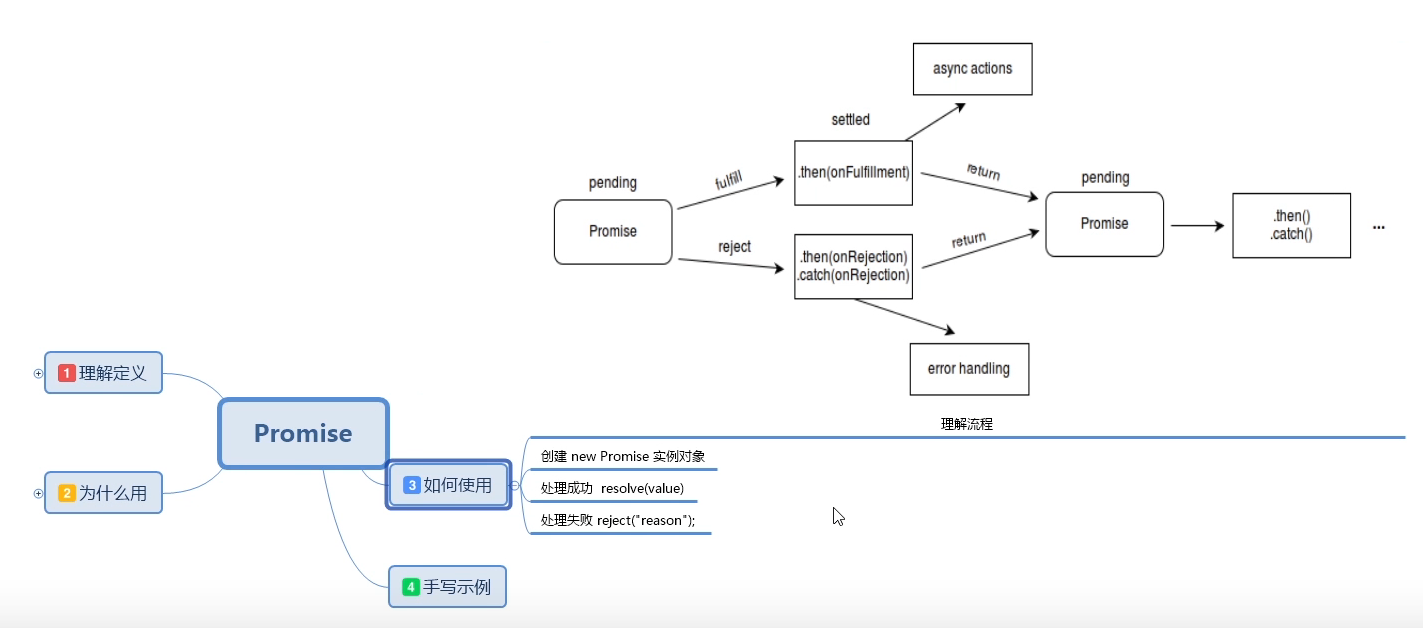 async actions
settled
.then(onFulfillment)
fulfill
return
pending
Promise
pending
Promise
.then()
.catch()
...
reject
return
.then(onRejection)
.catch(onRejection)
error handling
1 理解定义
Promise
2 为什么用
3 如何使用
理解流程
创建 new Promise 实例对象
处理成功 resolve(value)
处理失败 reject("reason");
4 手写示例